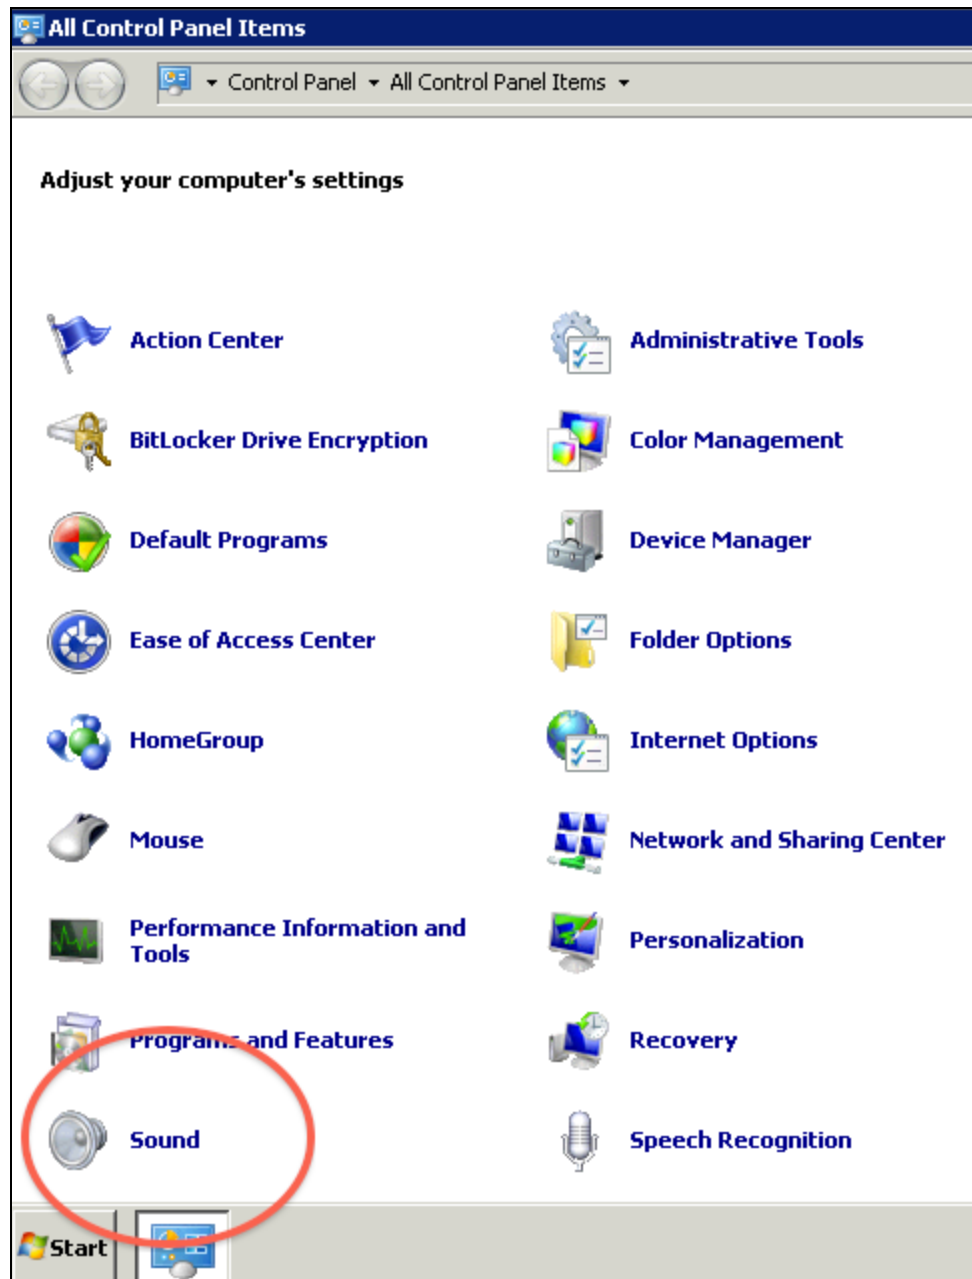 All Control Panel Items
Control Panel All Control Panel Items
Adjust your computer's settings
Action Center
Administrative Tools
BitLocker Drive Encryption
Color Management
Default Programs
Device Manager
Ease of Access Center
Folder Options
HomeGroup
Internet Options
Mouse
Network and Sharing Center
Performance Information and
Tools
Personalization
Programs and Features
Recovery
Sound
Speech Recognition
Start